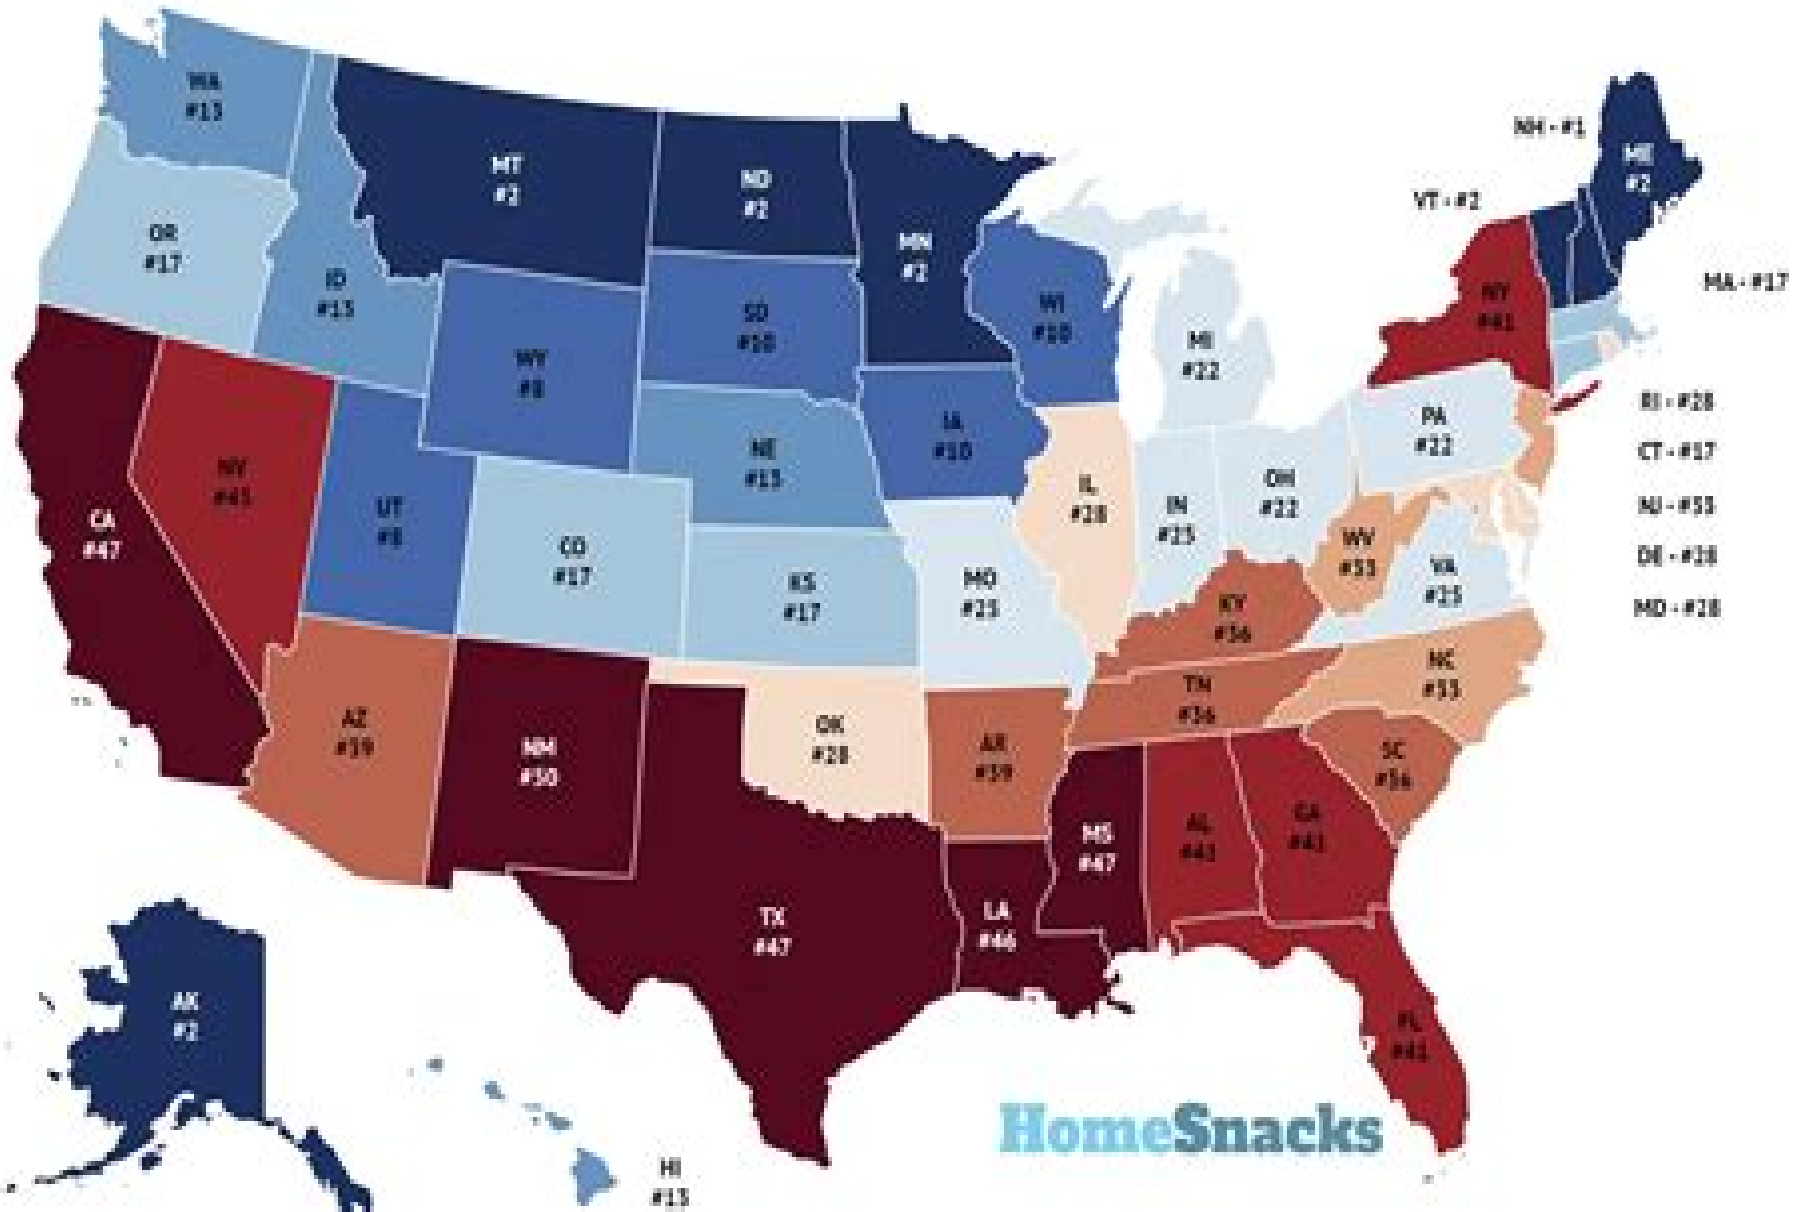 WA
#13
MT
#2
ND
#2
MN
#2
NH - #1
ME
#2
VT - #2
OR
#17
ID
#13
WY
#8
SD
#10
WI
#10
MI
#22
NY
#41
MA - #17
RI - #28
CT - #17
NJ - #33
DE - #28
MD - #28
CA
#47
NV
#45
UT
#8
CO
#17
NE
#13
KS
#17
IA
#10
MO
#25
IL
#28
IN
#25
OH
#22
PA
#22
WV
#33
VA
#25
KY
#36
TN
#36
NC
#33
SC
#36
AZ
#39
NM
#50
OK
#28
AR
#39
TX
#47
LA
#46
MS
#47
AL
#41
GA
#41
FL
#41
AK
#2
HI
#13
HomeSnacks